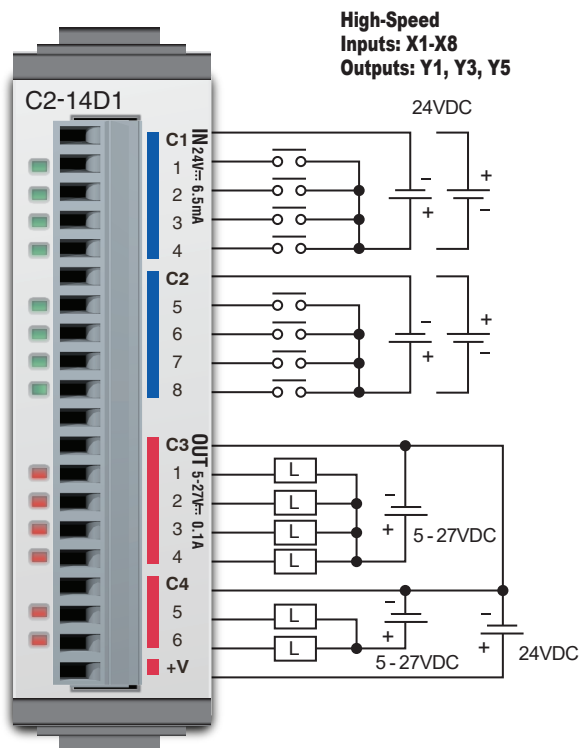 High-Speed
Inputs: X1-X8
Outputs: Y1, Y3, Y5
C2-14D1
24VDC
C1
IN 24V⎓ 6.5mA
1
2
3
4
−
+
+
−
C2
5
6
7
8
−
+
+
−
C3
OUT 5-27V⎓ 0.1A
1
L
2
L
3
L
4
L
−
+
5-27VDC
C4
5
L
6
L
−
+
5-27VDC
−
+
24VDC
+V